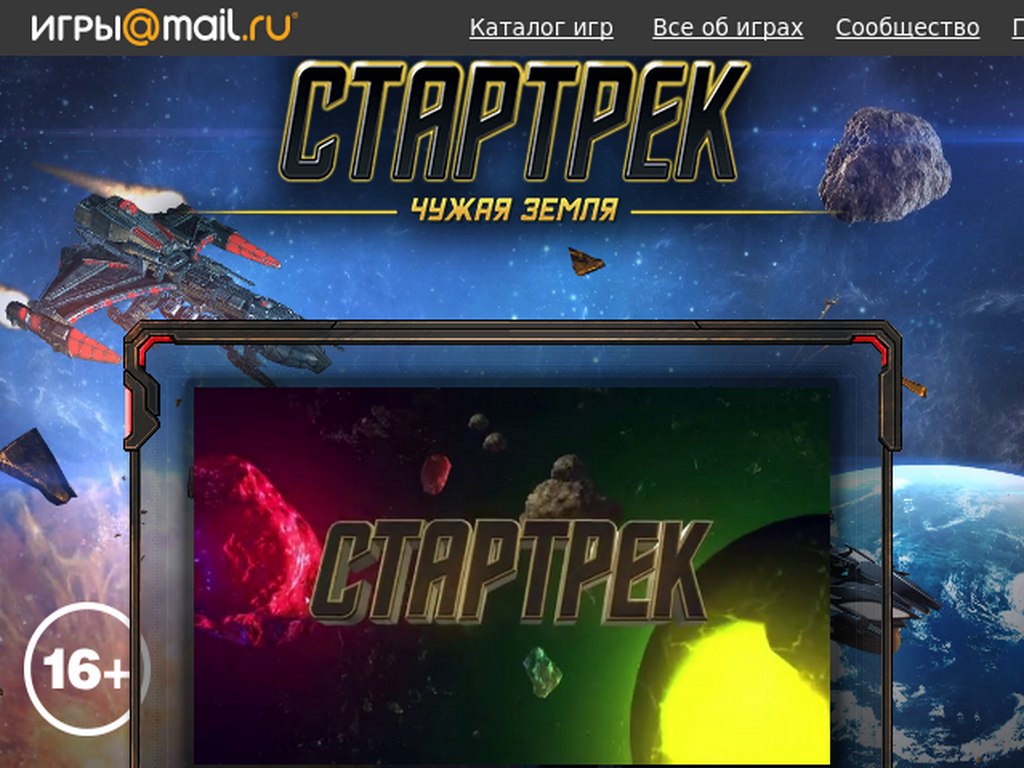 игры@mail.ru Каталог игр Все об играх Сообщество
СТАРТРЕК
ЧУЖАЯ ЗЕМЛЯ
СТАРТРЕК
16+